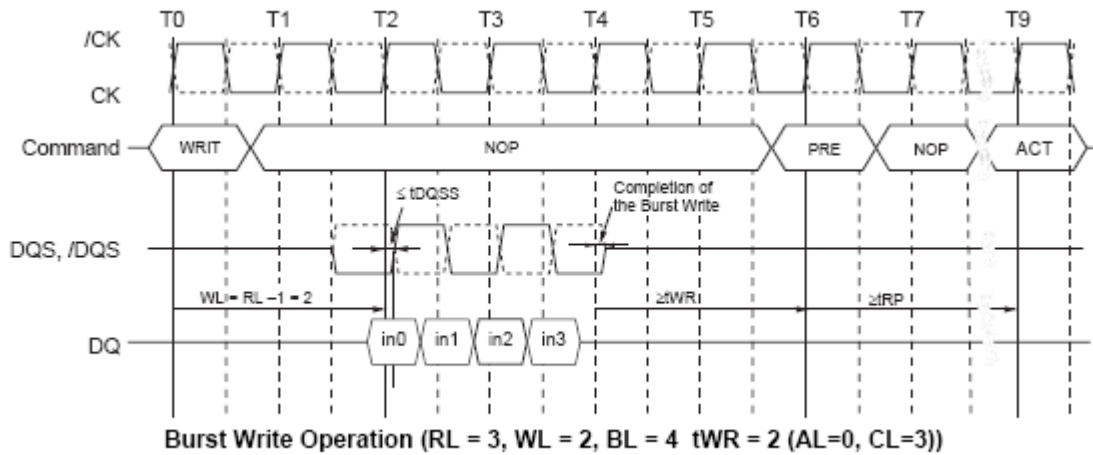 T0 T1 T2 T3 T4 T5 T6 T7 T9
/CK
CK
Command WRIT NOP PRE NOP ACT
≤ tDQSS
Completion of
the Burst Write
DQS, /DQS
WL = RL –1 = 2 ≥tWR ≥tRP
DQ in0 in1 in2 in3
Burst Write Operation (RL = 3, WL = 2, BL = 4 tWR = 2 (AL=0, CL=3))